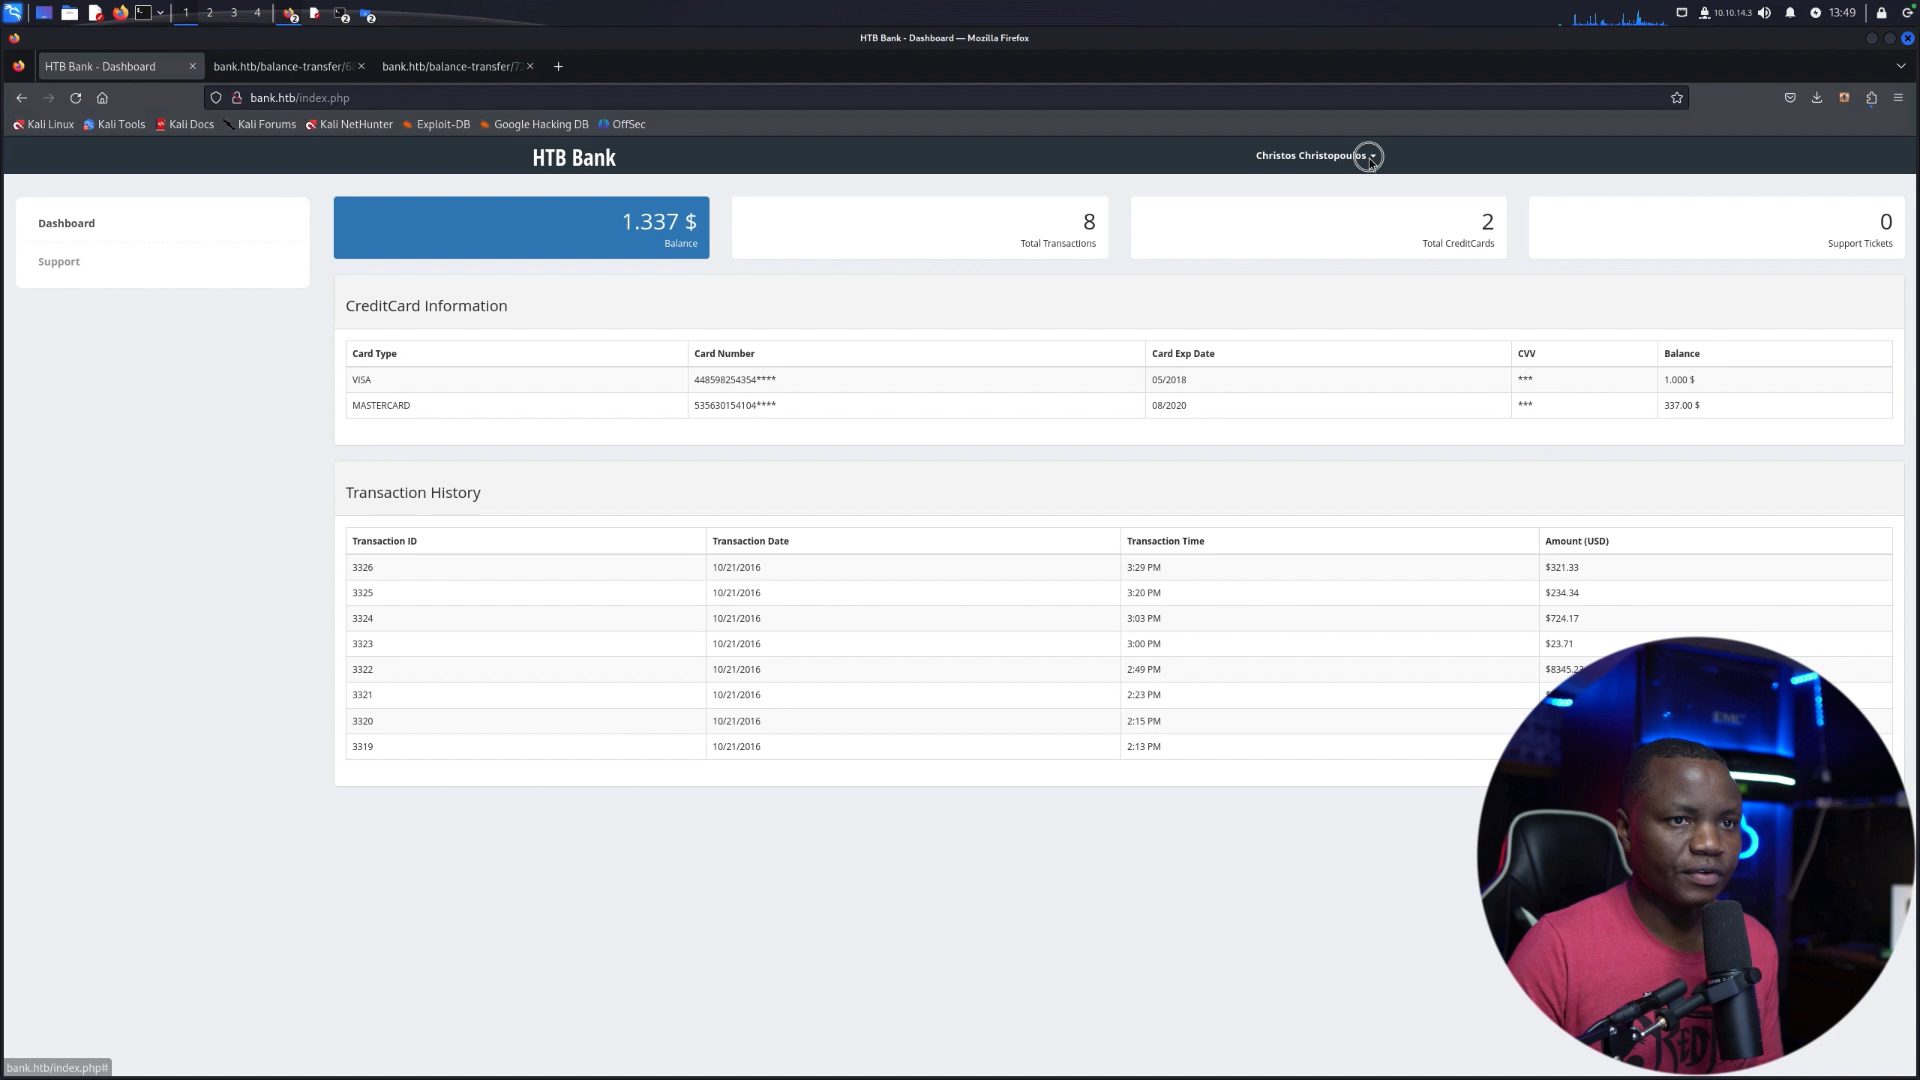 1 2 3 4 2 2 2 10.10.14.3 13:49
HTB Bank - Dashboard — Mozilla Firefox
HTB Bank - Dashboard bank.htb/balance-transfer/6 bank.htb/balance-transfer/7
bank.htb/index.php
Kali Linux Kali Tools Kali Docs Kali Forums Kali NetHunter Exploit-DB Google Hacking DB OffSec
HTB Bank Christos Christopoulos
Dashboard
Support
1.337 $
Balance
8
Total Transactions
2
Total CreditCards
0
Support Tickets
CreditCard Information
Card Type Card Number Card Exp Date CVV Balance
VISA 448598254354**** 05/2018 *** 1.000 $
MASTERCARD 535630154104**** 08/2020 *** 337.00 $
Transaction History
Transaction ID Transaction Date Transaction Time Amount (USD)
3326 10/21/2016 3:29 PM $321.33
3325 10/21/2016 3:20 PM $234.34
3324 10/21/2016 3:03 PM $724.17
3323 10/21/2016 3:00 PM $23.71
3322 10/21/2016 2:49 PM
3321 10/21/2016 2:23 PM
3320 10/21/2016 2:15 PM
3319 10/21/2016 2:13 PM
EMC
bank.htb/index.php#